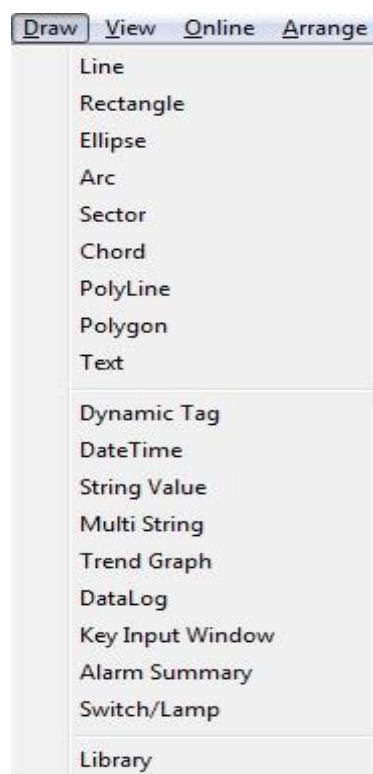 Draw View Online Arrange
Line
Rectangle
Ellipse
Arc
Sector
Chord
PolyLine
Polygon
Text
Dynamic Tag
DateTime
String Value
Multi String
Trend Graph
DataLog
Key Input Window
Alarm Summary
Switch/Lamp
Library